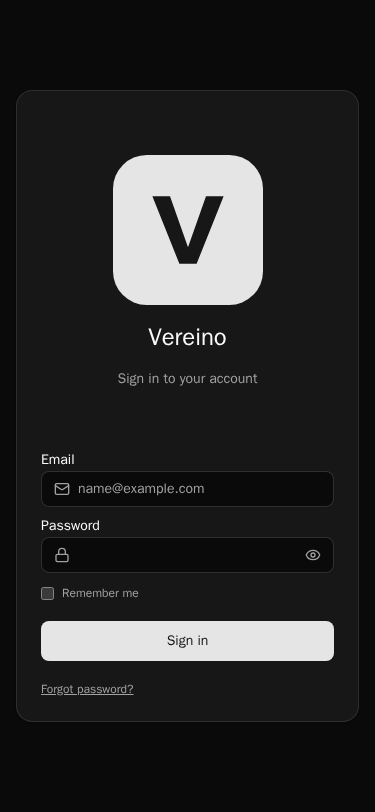 V
Vereino
Sign in to your account
Email
name@example.com
Password
Remember me
Sign in
Forgot password?